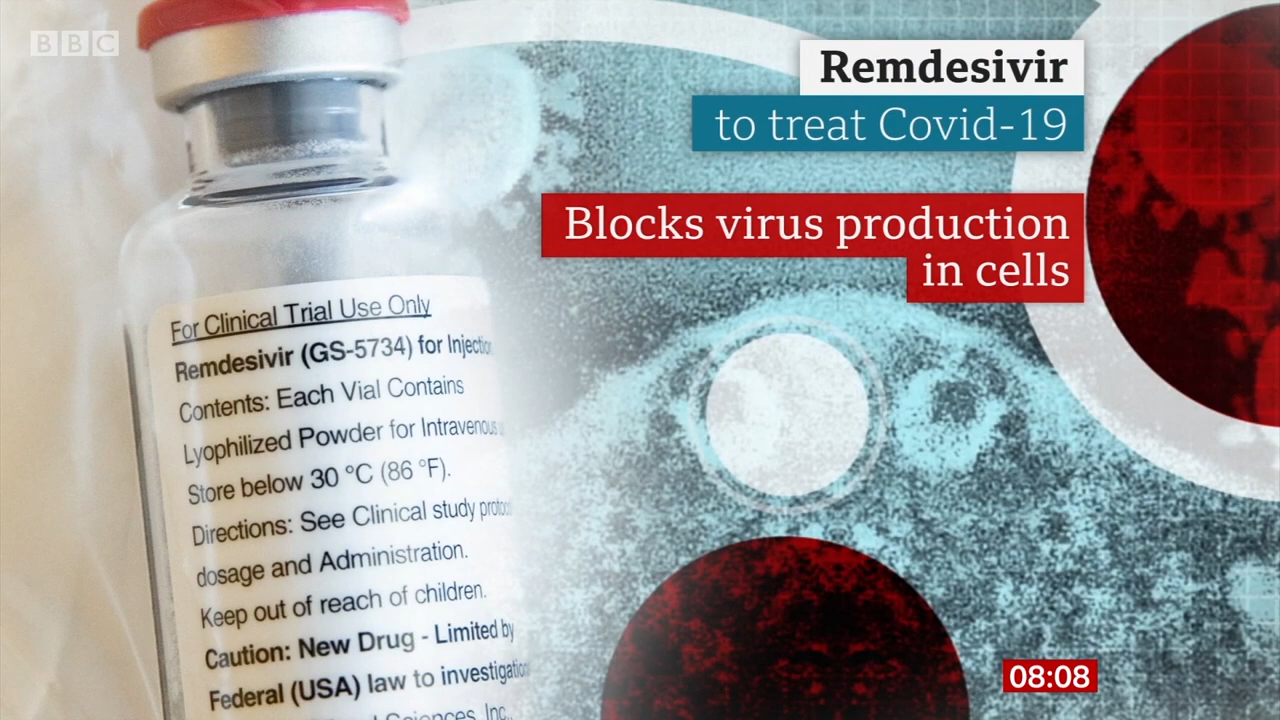 BBC
Remdesivir
to treat Covid-19
Blocks virus production
in cells
For Clinical Trial Use Only
Remdesivir (GS-5734) for
Contents: Each Vial Contains
Lyophilized Powder for Intravenous
Store below 30 °C (86 °F).
Directions: See Clinical study
dosage and Administration.
Keep out of reach of children.
Caution: New Drug - Limited by
Federal (USA) law to
Sciences, Inc.
08:08